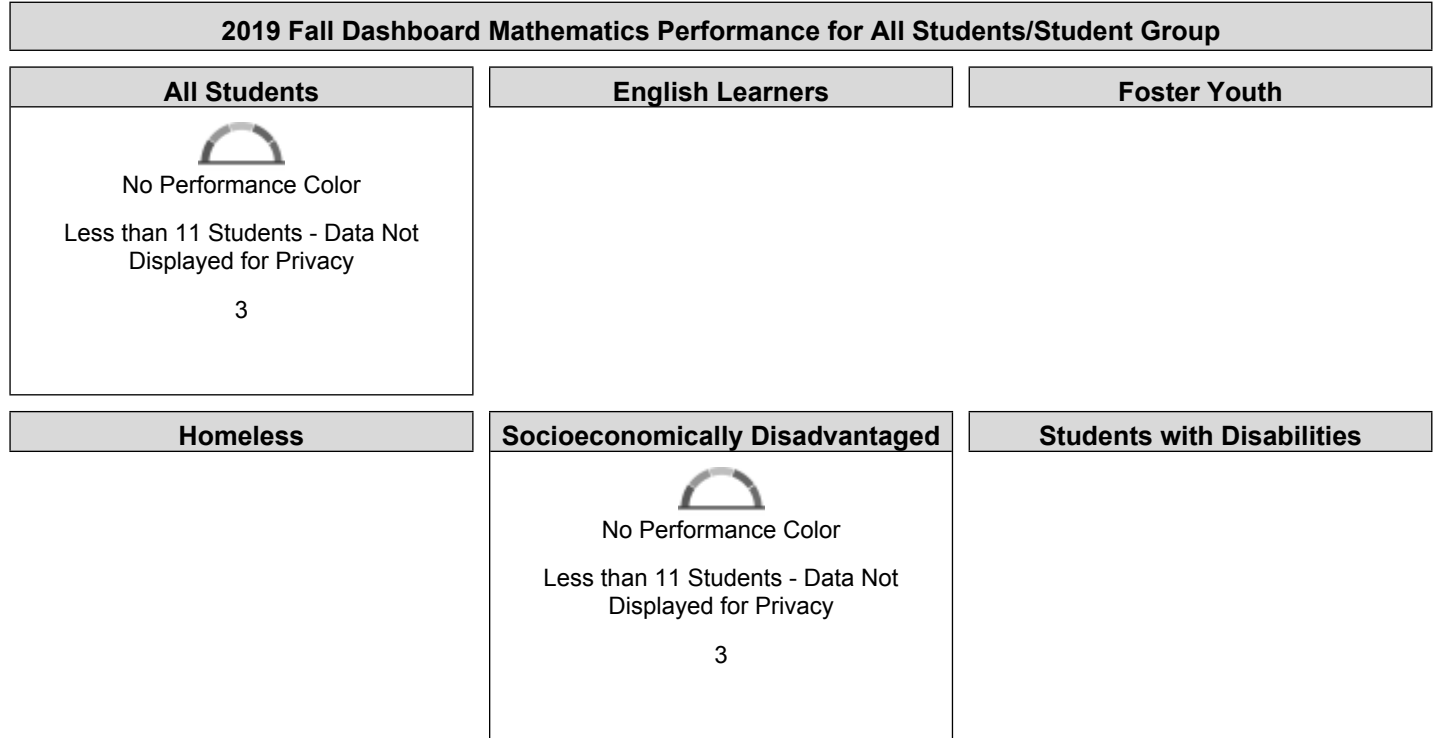 2019 Fall Dashboard Mathematics Performance for All Students/Student Group
All Students
English Learners
Foster Youth
No Performance Color
Less than 11 Students - Data Not
Displayed for Privacy
3
Homeless
Socioeconomically Disadvantaged
Students with Disabilities
No Performance Color
Less than 11 Students - Data Not
Displayed for Privacy
3